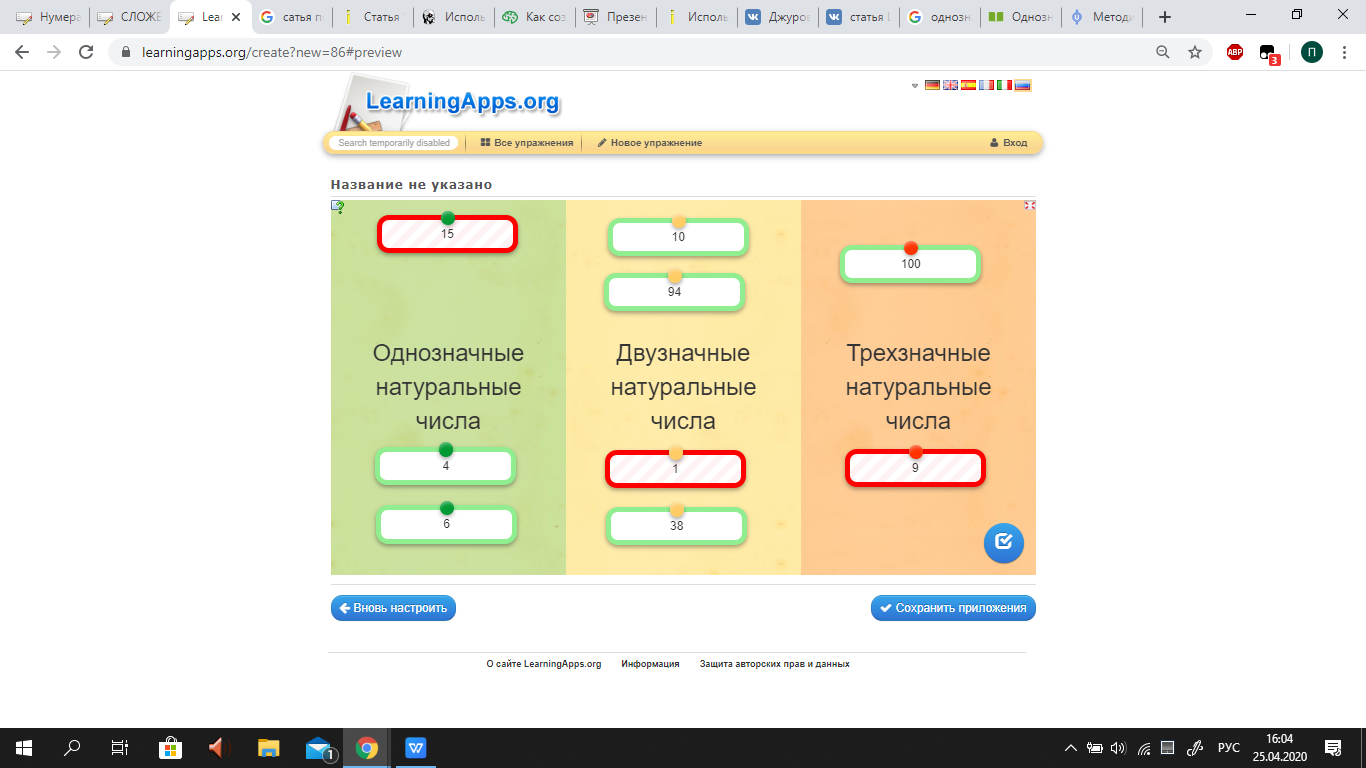 Нумера
СЛОЖЕ
Lear
сатья п
Статья
Исполь
Как соз
Презен
Исполь
Джуров
статья
однозн
Однозн
Методи
learningapps.org/create?new=86#preview
ABP
3
П
LearningApps.org
Search temporarily disabled
Все упражнения
Новое упражнение
Вход
Название не указано
15
10
94
100
Однозначные
натуральные
числа
Двузначные
натуральные
числа
Трехзначные
натуральные
числа
4
6
1
38
9
Вновь настроить
Сохранить приложения
О сайте LearningApps.org
Информация
Защита авторских прав и данных
1
РУС
16:04
25.04.2020